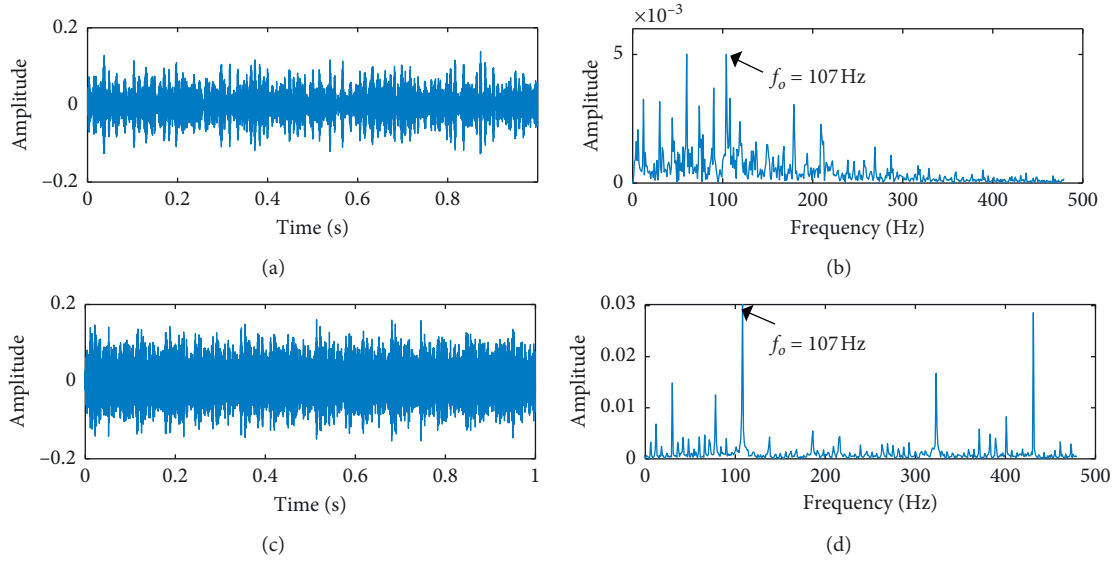 0.2
0
−0.2
Amplitude
0 0.2 0.4 0.6 0.8
Time (s)
(a)
×10−3
5
0
Amplitude
fo = 107 Hz
0 100 200 300 400 500
Frequency (Hz)
(b)
0.2
0
−0.2
Amplitude
0 0.2 0.4 0.6 0.8 1
Time (s)
(c)
0.03
0.02
0.01
0
Amplitude
fo = 107 Hz
0 100 200 300 400 500
Frequency (Hz)
(d)